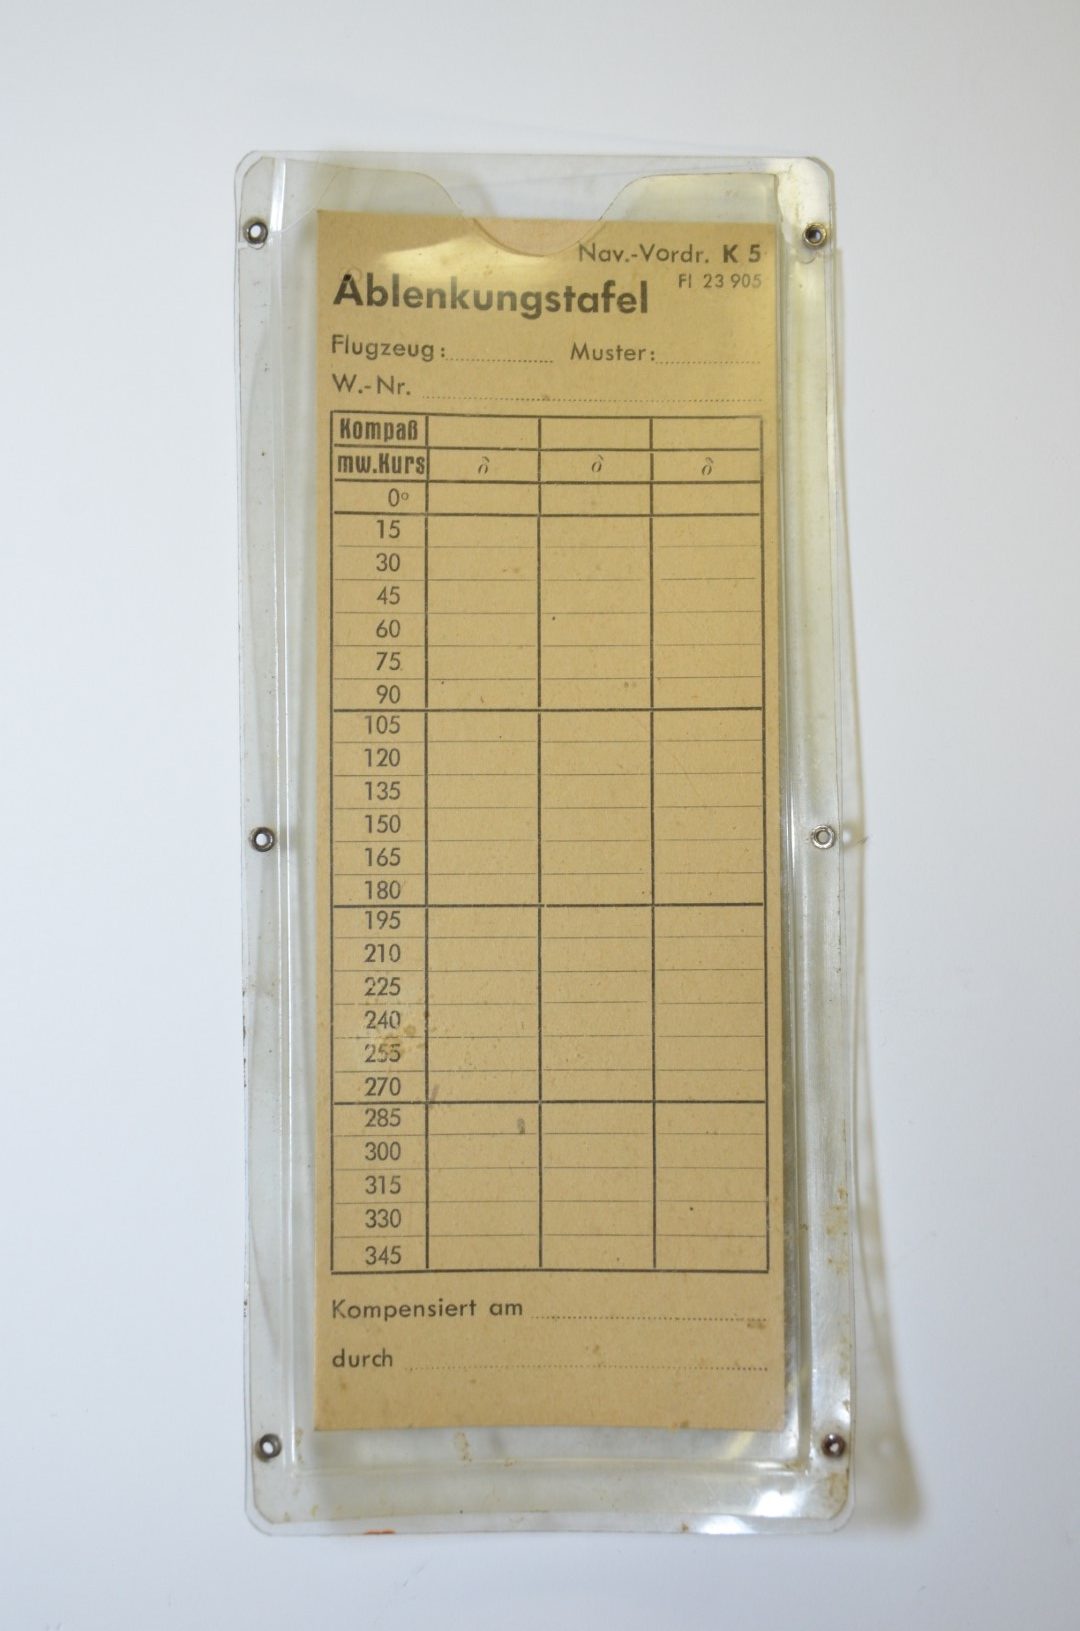 Nav.-Vordr. K 5
Fl 23 905
Ablenkungstafel
Flugzeug: Muster:
W.-Nr.
Kompaß
mw.Kurs δ δ δ
0°
15
30
45
60
75
90
105
120
135
150
165
180
195
210
225
240
255
270
285
300
315
330
345
Kompensiert am
durch